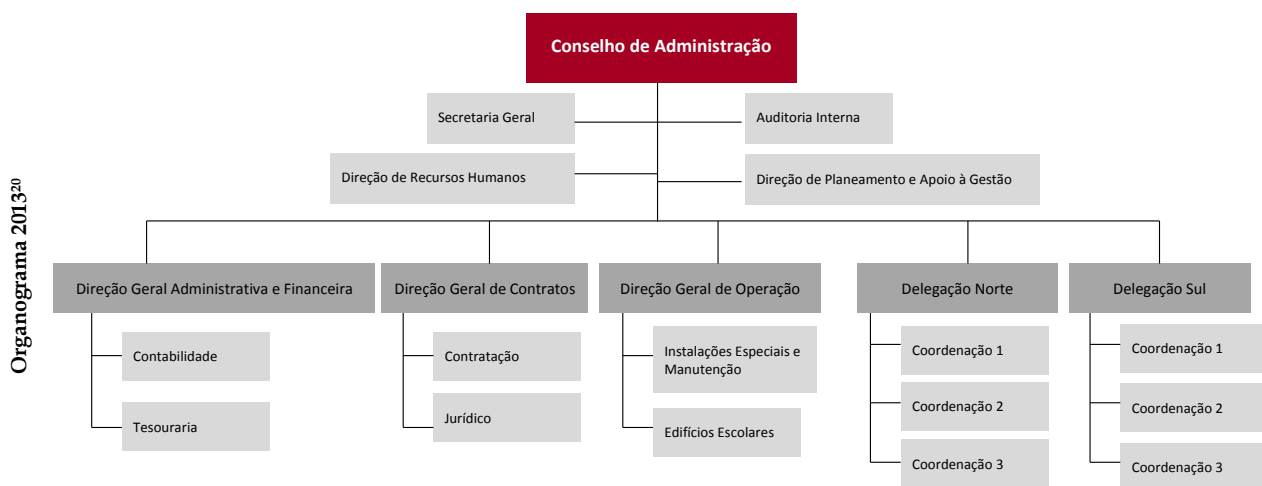 Organograma 2013²⁰
Conselho de Administração
Secretaria Geral
Auditoria Interna
Direção de Recursos Humanos
Direção de Planeamento e Apoio à Gestão
Direção Geral Administrativa e Financeira
Direção Geral de Contratos
Direção Geral de Operação
Delegação Norte
Delegação Sul
Contabilidade
Tesouraria
Contratação
Jurídico
Instalações Especiais e
Manutenção
Edifícios Escolares
Coordenação 1
Coordenação 2
Coordenação 3
Coordenação 1
Coordenação 2
Coordenação 3